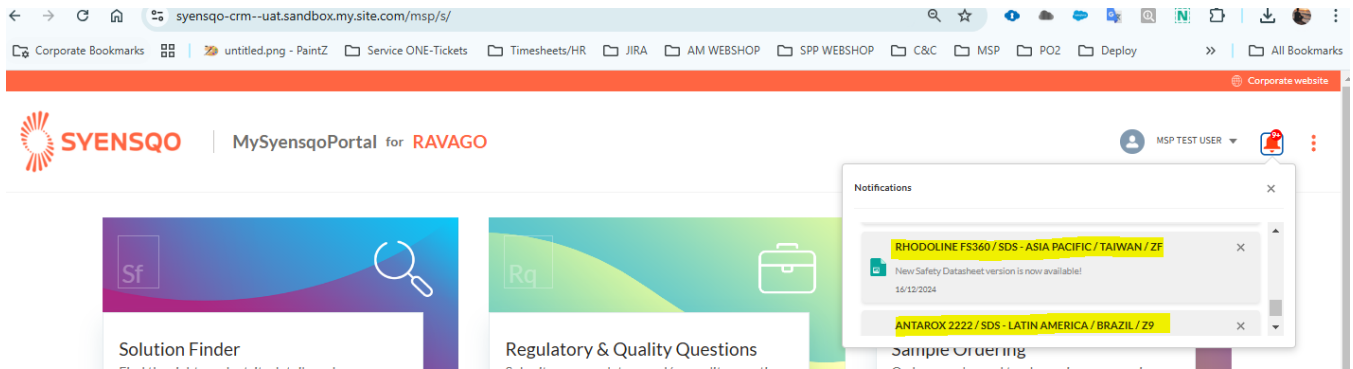 syensqo-crm--uat.sandbox.my.site.com/msp/s/
Corporate Bookmarks untitled.png - PaintZ Service ONE-Tickets Timesheets/HR JIRA AM WEBSHOP SPP WEBSHOP C&C MSP PO2 Deploy » All Bookmarks
Corporate website
SYENSQO MySyensqoPortal for RAVAGO
MSP TEST USER
9+
Notifications
RHODOLINE FS360 / SDS - ASIA PACIFIC / TAIWAN / ZF
New Safety Datasheet version is now available!
16/12/2024
ANTAROX 2222 / SDS - LATIN AMERICA / BRAZIL / Z9
Sf
Rq
Solution Finder
Regulatory & Quality Questions
Sample Ordering